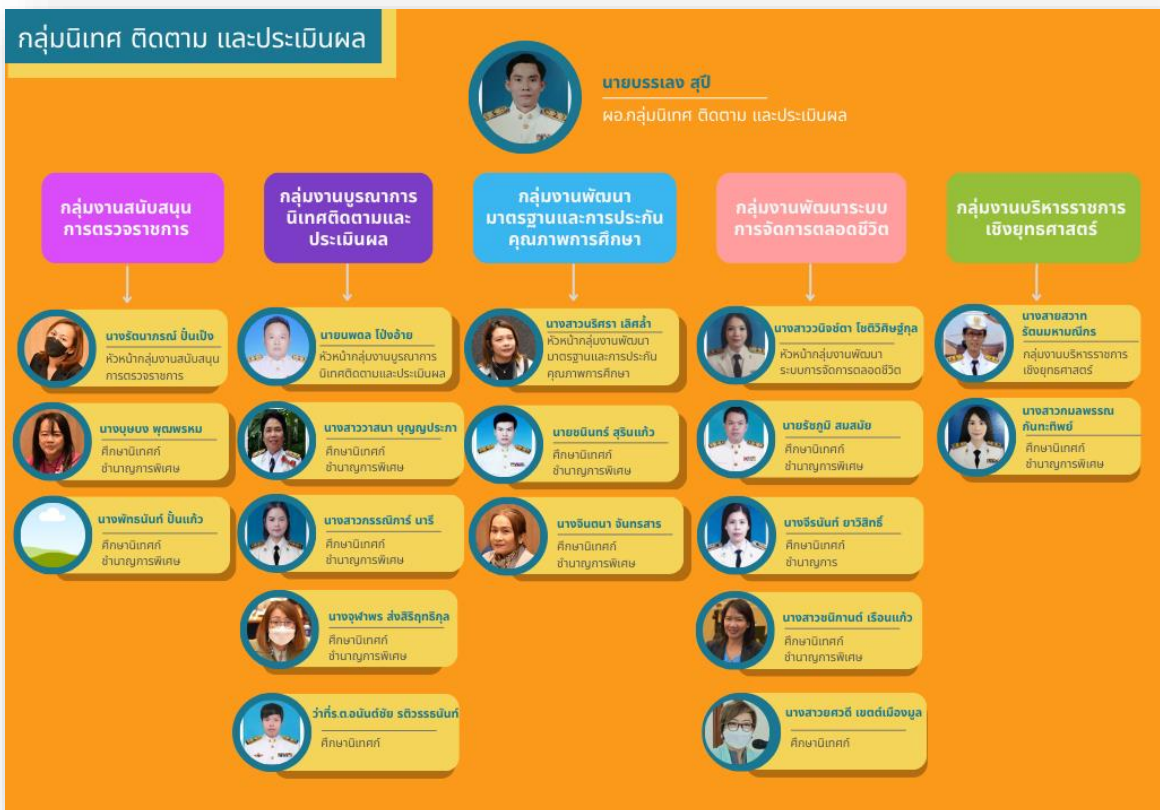 กลุ่มนิเทศ ติดตาม และประเมินผล
นายบรรเลง สุปี
ผอ.กลุ่มนิเทศ ติดตาม และประเมินผล
กลุ่มงานสนับสนุน
การตรวจราชการ
นางรัตนาภรณ์ ปิ่นเป็ง
หัวหน้ากลุ่มงานสนับสนุน
การตรวจราชการ
นางบุษบง พุฒพรหม
ศึกษานิเทศก์
ชำนาญการพิเศษ
นางพัทธนันท์ ปิ่นแก้ว
ศึกษานิเทศก์
ชำนาญการพิเศษ
กลุ่มงานบูรณาการ
นิเทศติดตามและ
ประเมินผล
นายนพดล โป่งอ้าย
หัวหน้ากลุ่มงานบูรณาการ
นิเทศติดตามและประเมินผล
นางสาววาสนา บุญญประภา
ศึกษานิเทศก์
ชำนาญการพิเศษ
นางสาวกรรณิการ์ นารี
ศึกษานิเทศก์
ชำนาญการพิเศษ
นางจุฬาพร ส่งสิริฤทธิกุล
ศึกษานิเทศก์
ชำนาญการพิเศษ
ว่าที่ร.ต.อนันต์ชัย รติวรรธนันท์
ศึกษานิเทศก์
กลุ่มงานพัฒนา
มาตรฐานและการประกัน
คุณภาพการศึกษา
นางสาวนริศรา เลิศล้ำ
หัวหน้ากลุ่มงานพัฒนา
มาตรฐานและการประกัน
คุณภาพการศึกษา
นายชนินทร์ สุรินแก้ว
ศึกษานิเทศก์
ชำนาญการพิเศษ
นางจินตนา จันทรสาร
ศึกษานิเทศก์
ชำนาญการพิเศษ
กลุ่มงานพัฒนาระบบ
การจัดการตลอดชีวิต
นางสาววนิจช์ตา โชติวิศิษฐ์กุล
หัวหน้ากลุ่มงานพัฒนา
ระบบการจัดการตลอดชีวิต
นายรัชภูมิ สมสมัย
ศึกษานิเทศก์
ชำนาญการพิเศษ
นางจีรนันท์ ยาวิสิทธิ์
ศึกษานิเทศก์
ชำนาญการ
นางสาวชนิกานต์ เรือนแก้ว
ศึกษานิเทศก์
ชำนาญการพิเศษ
นางสาวยศวดี เขตต์เมืองมูล
ศึกษานิเทศก์
กลุ่มงานบริหารราชการ
เชิงยุทธศาสตร์
นางสายสวาท
รัตนมหามณีกร
กลุ่มงานบริหารราชการ
เชิงยุทธศาสตร์
นางสาวกมลพรรณ
กันทะทิพย์
ศึกษานิเทศก์
ชำนาญการพิเศษ